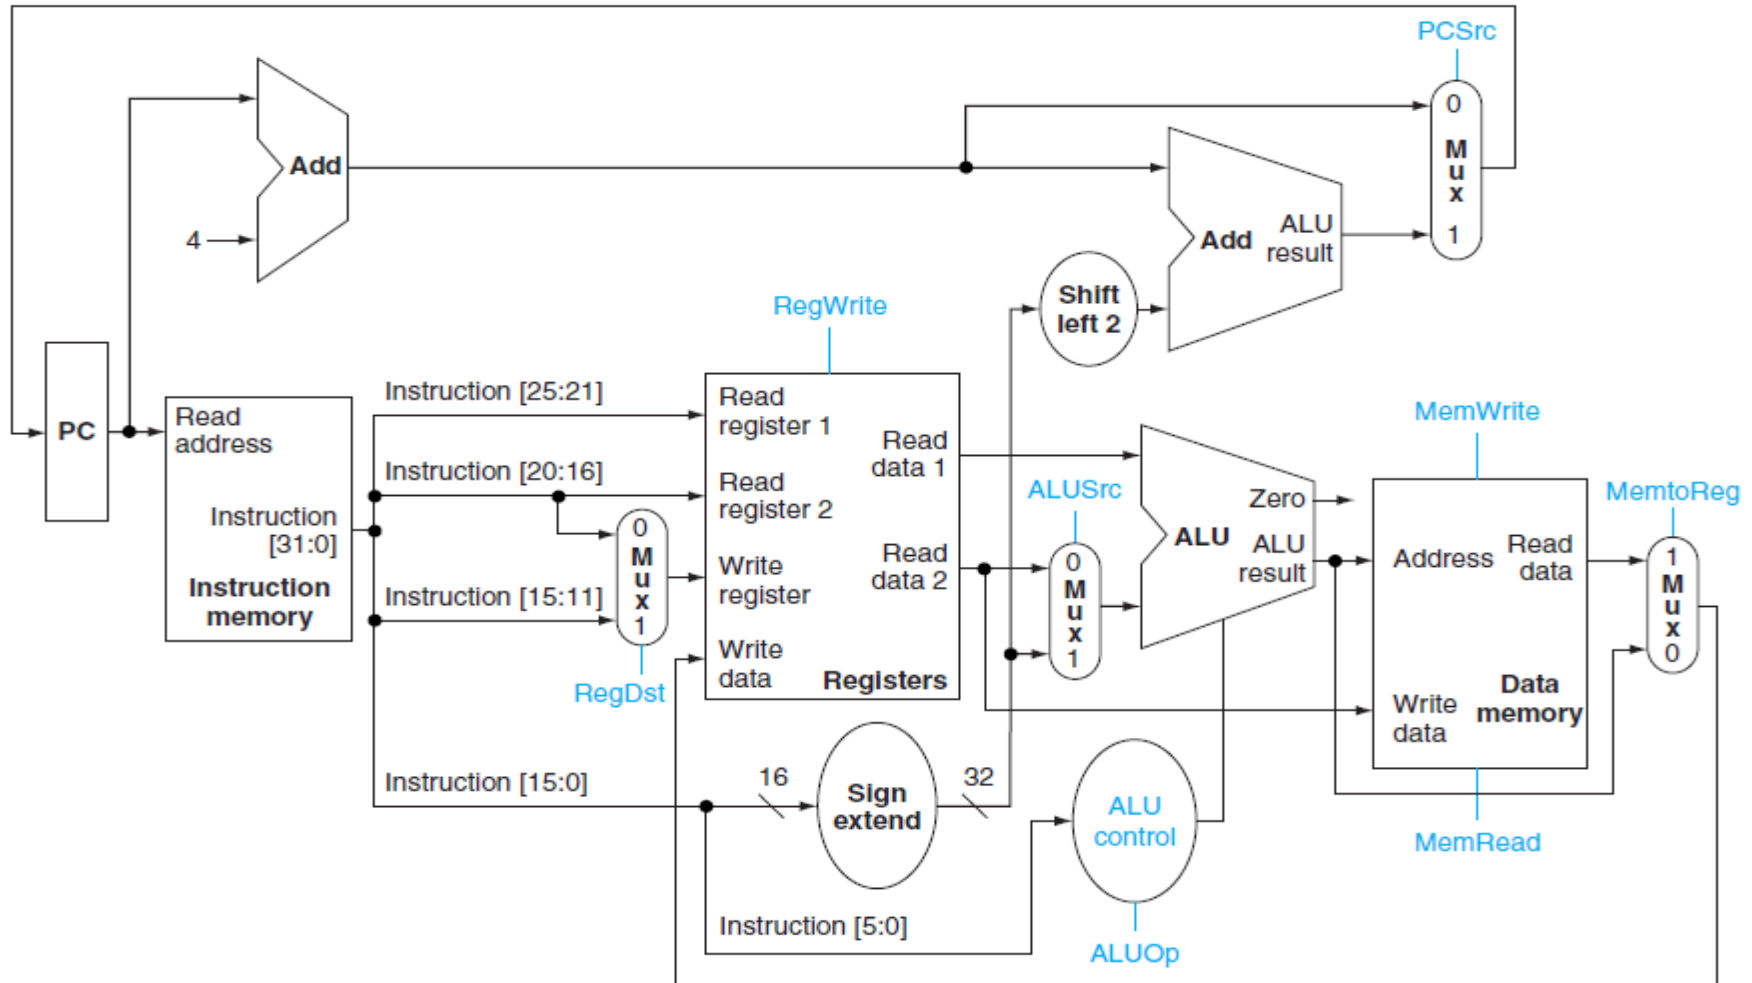 PCSrc
0
M
u
x
1
Add
4
Add
ALU
result
Shift
left 2
RegWrite
PC
Read
address
Instruction
[31:0]
Instruction
memory
Instruction [25:21]
Instruction [20:16]
Instruction [15:11]
Instruction [15:0]
0
M
u
x
1
RegDst
Read
register 1
Read
register 2
Write
register
Write
data
Read
data 1
Read
data 2
Registers
16
Sign
extend
32
Instruction [5:0]
ALUSrc
0
M
u
x
1
Zero
ALU
ALU
result
ALU
control
ALUOp
MemWrite
Address
Read
data
Write
data
Data
memory
MemRead
MemtoReg
1
M
u
x
0